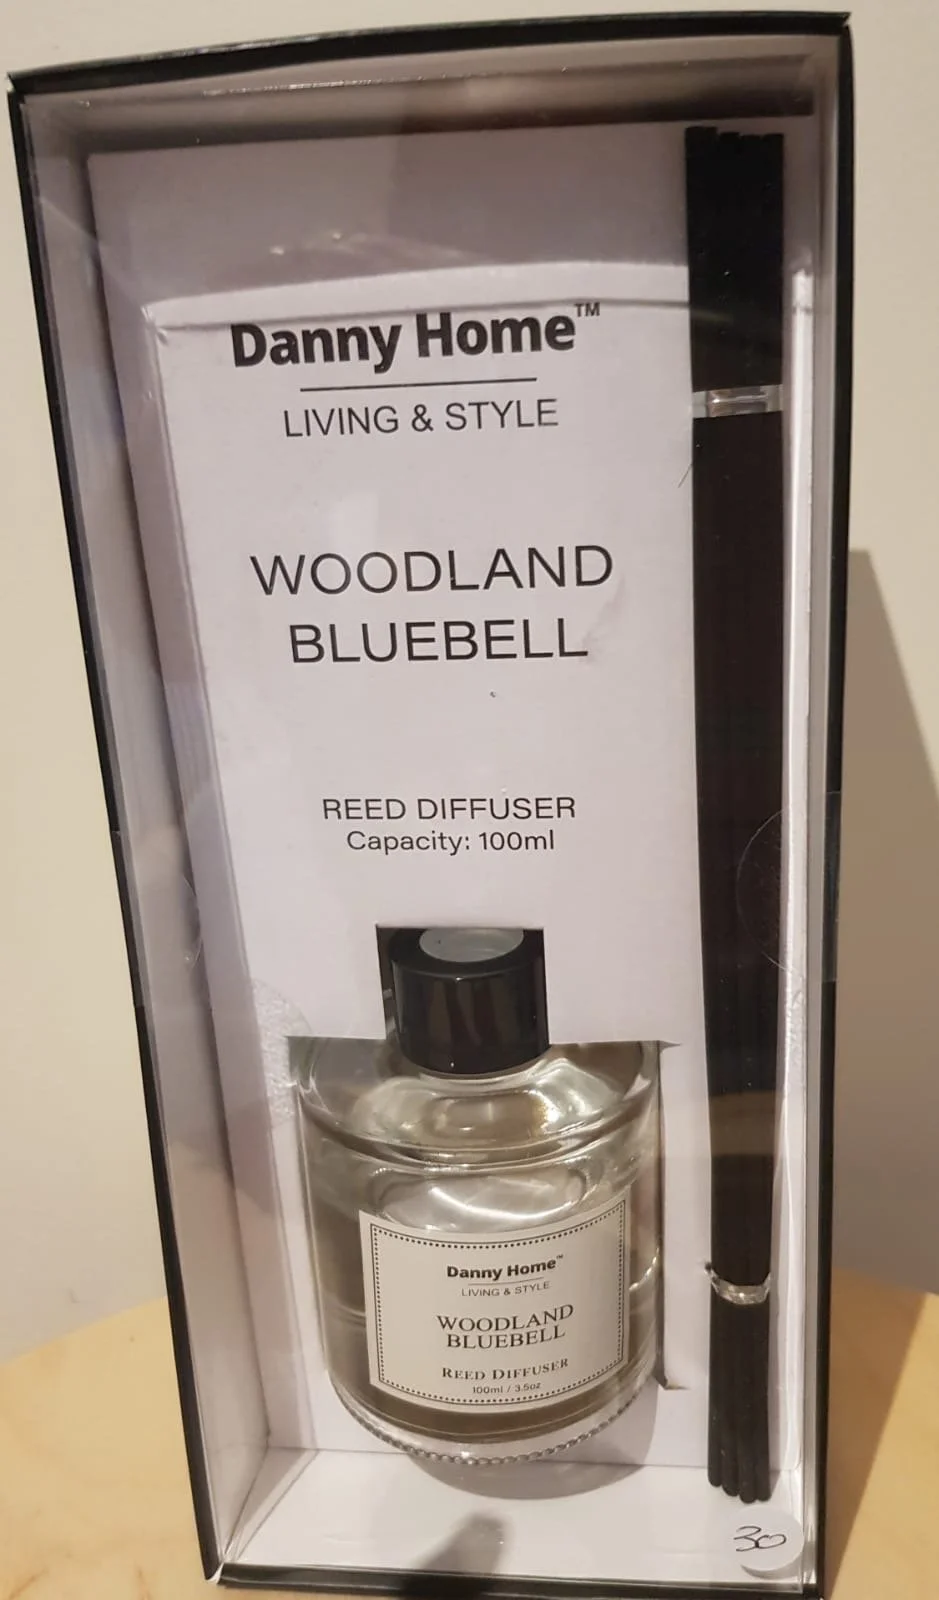 Danny Home™
LIVING & STYLE
WOODLAND
BLUEBELL
REED DIFFUSER
Capacity: 100ml
Danny Home™
LIVING & STYLE
WOODLAND
BLUEBELL
REED DIFFUSER
100ml / 3.5oz
30